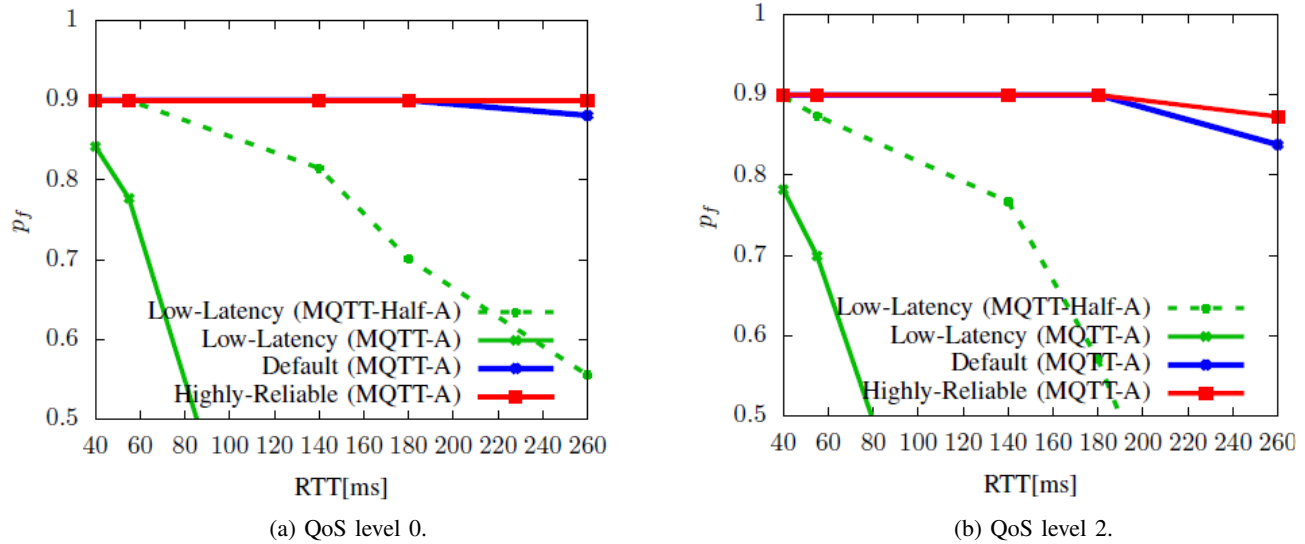 1
0.9
0.8
p_f
0.7
Low-Latency (MQTT-Half-A)
Low-Latency (MQTT-A)
0.6
Default (MQTT-A)
Highly-Reliable (MQTT-A)
0.5
40 60 80 100 120 140 160 180 200 220 240 260
RTT[ms]
(a) QoS level 0.
1
0.9
0.8
p_f
0.7
Low-Latency (MQTT-Half-A)
0.6
Low-Latency (MQTT-A)
Default (MQTT-A)
Highly-Reliable (MQTT-A)
0.5
40 60 80 100 120 140 160 180 200 220 240 260
RTT[ms]
(b) QoS level 2.